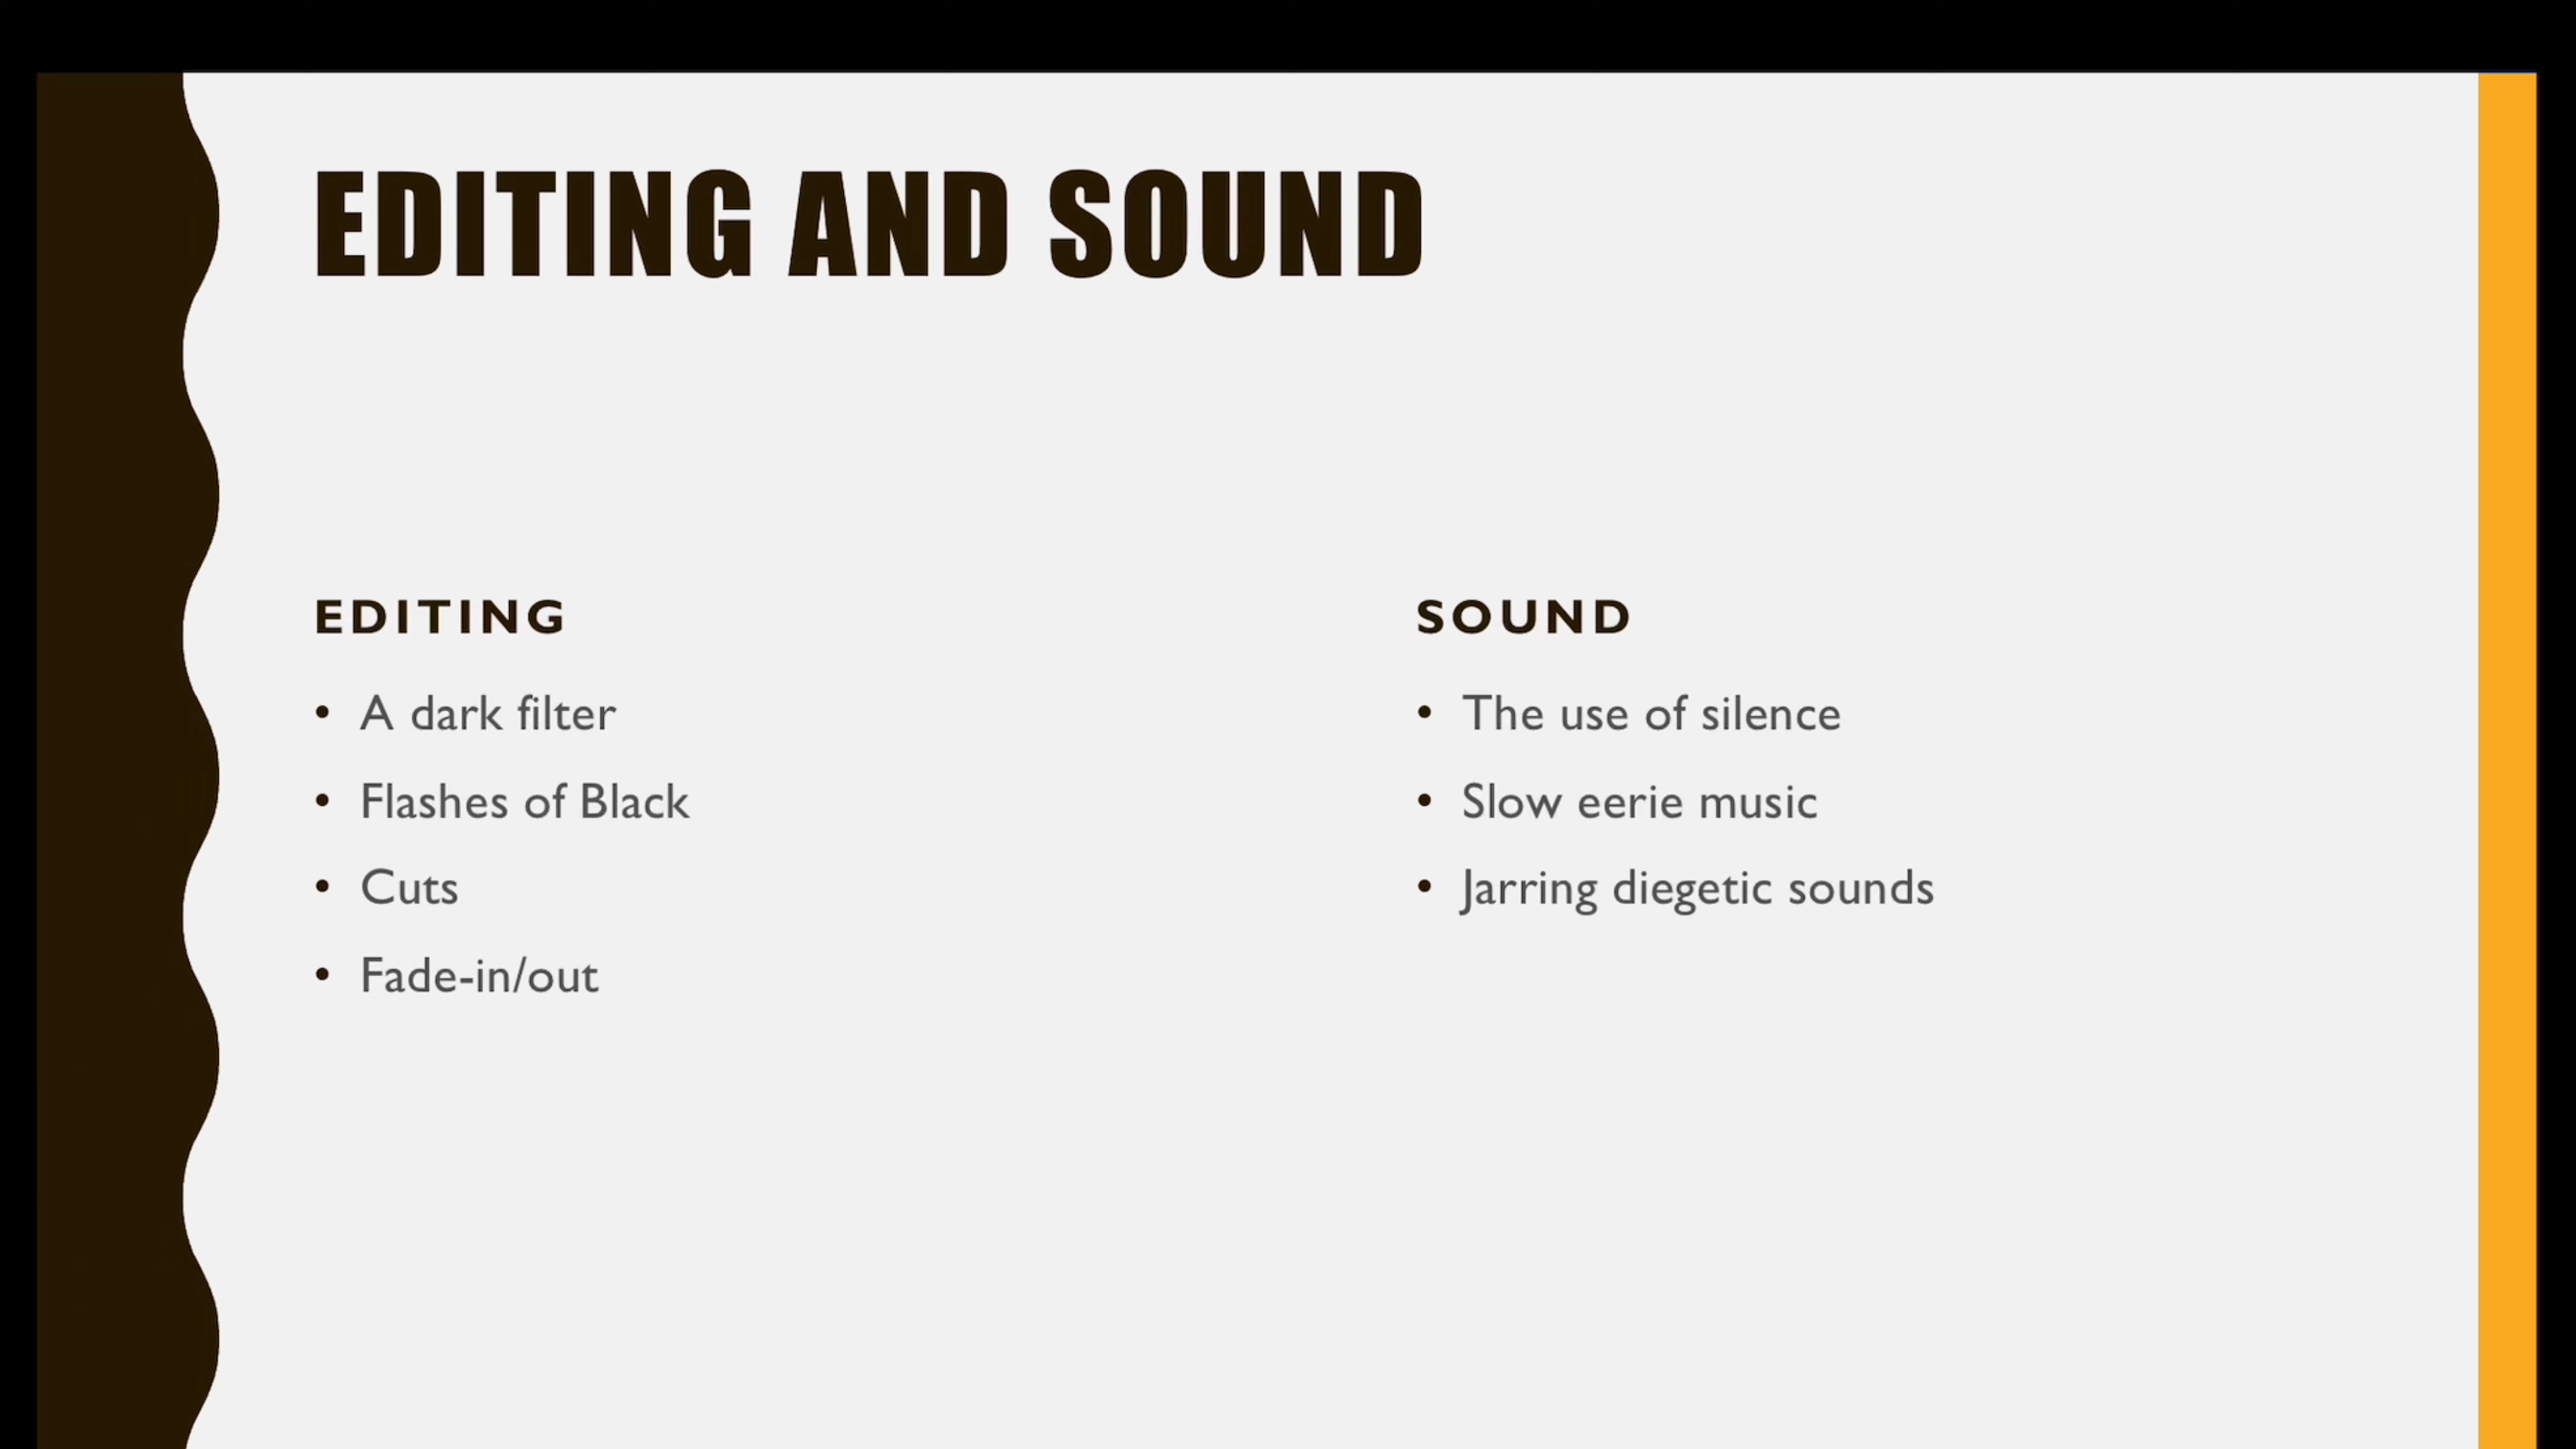 EDITING AND SOUND
EDITING
• A dark filter
• Flashes of Black
• Cuts
• Fade-in/out
SOUND
• The use of silence
• Slow eerie music
• Jarring diegetic sounds